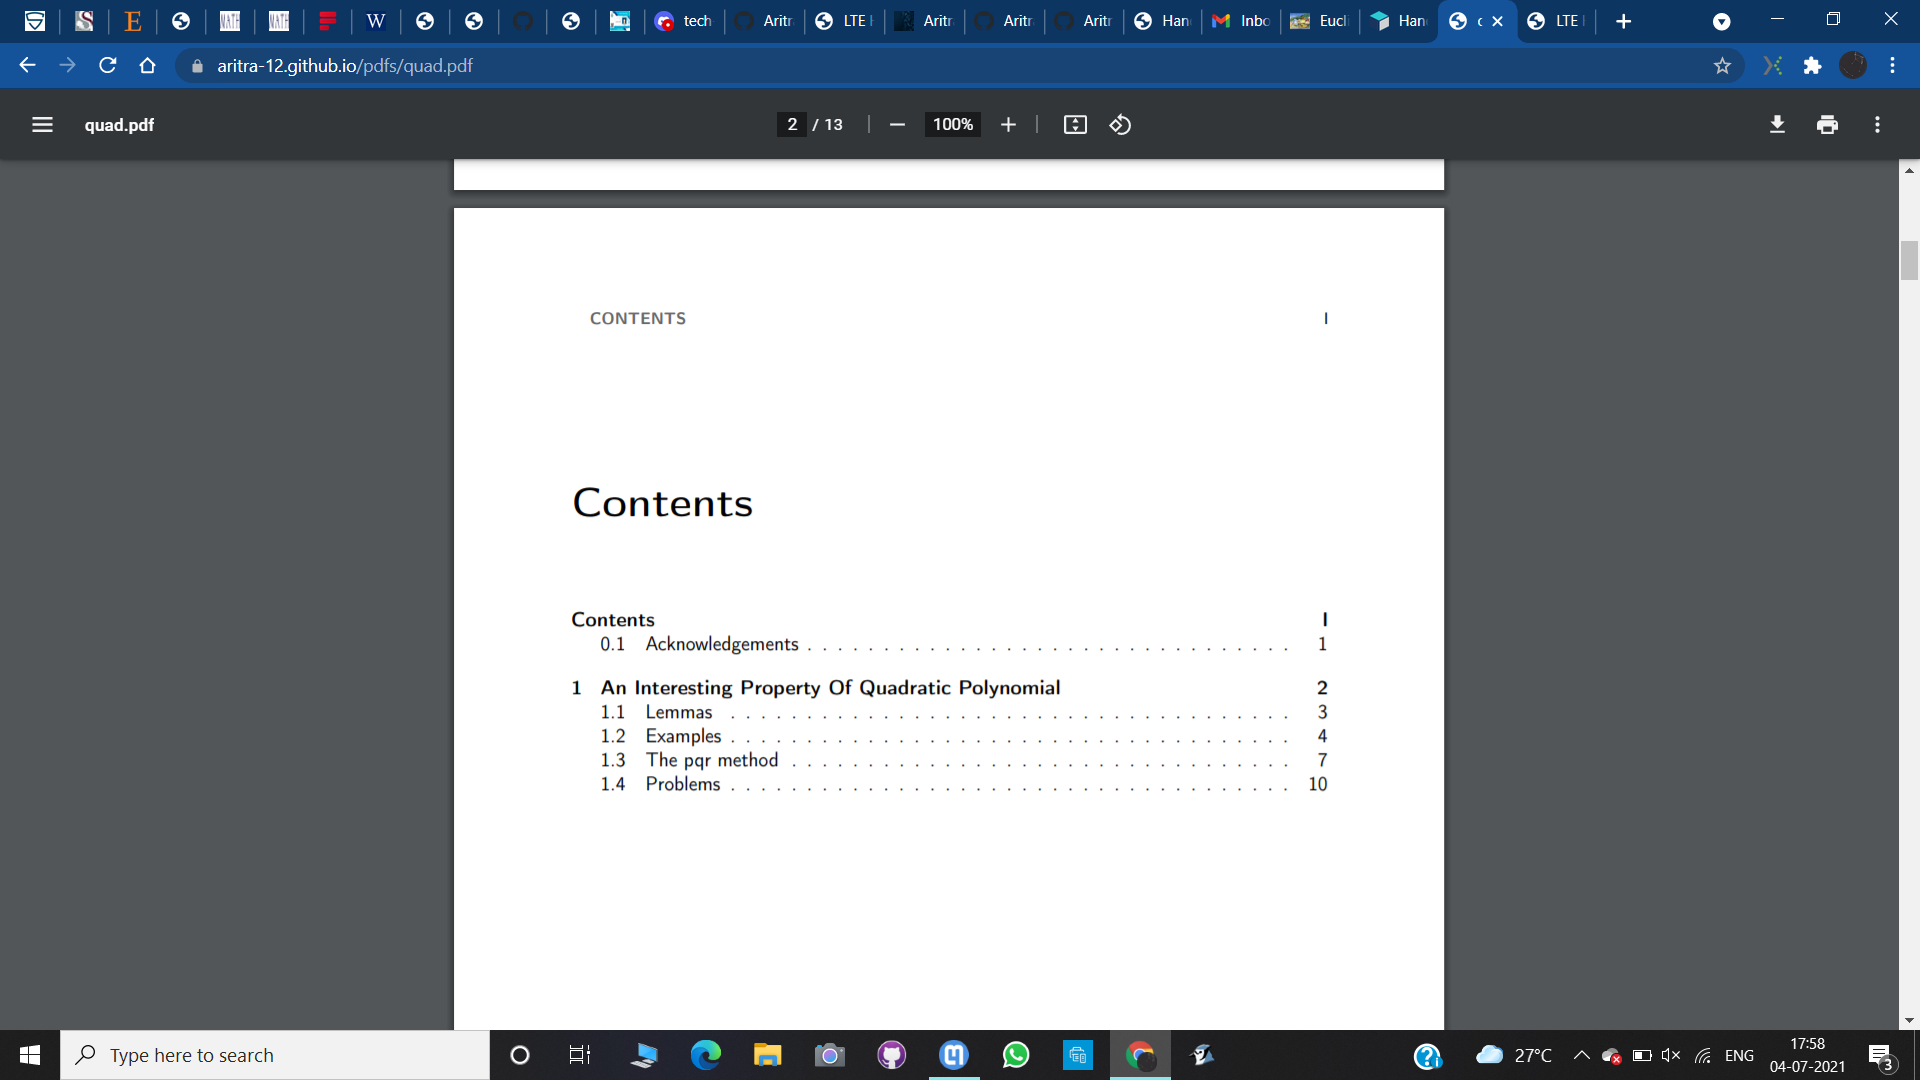 E
MATH
MATH
W
tech
Aritr
LTE
Aritr
Aritr
Aritr
Han
Inbo
Eucl
Han
LTE
aritra-12.github.io/pdfs/quad.pdf
quad.pdf
2 / 13
100%
CONTENTS I
Contents
Contents I
0.1 Acknowledgements . . . . . . . . . . . . . . . . . . . . . . . . . . . . . . . . 1
1 An Interesting Property Of Quadratic Polynomial 2
1.1 Lemmas . . . . . . . . . . . . . . . . . . . . . . . . . . . . . . . . . . . . . 3
1.2 Examples . . . . . . . . . . . . . . . . . . . . . . . . . . . . . . . . . . . . . 4
1.3 The pqr method . . . . . . . . . . . . . . . . . . . . . . . . . . . . . . . . . 7
1.4 Problems . . . . . . . . . . . . . . . . . . . . . . . . . . . . . . . . . . . . . 10
Type here to search
27°C
ENG
17:58
04-07-2021
3